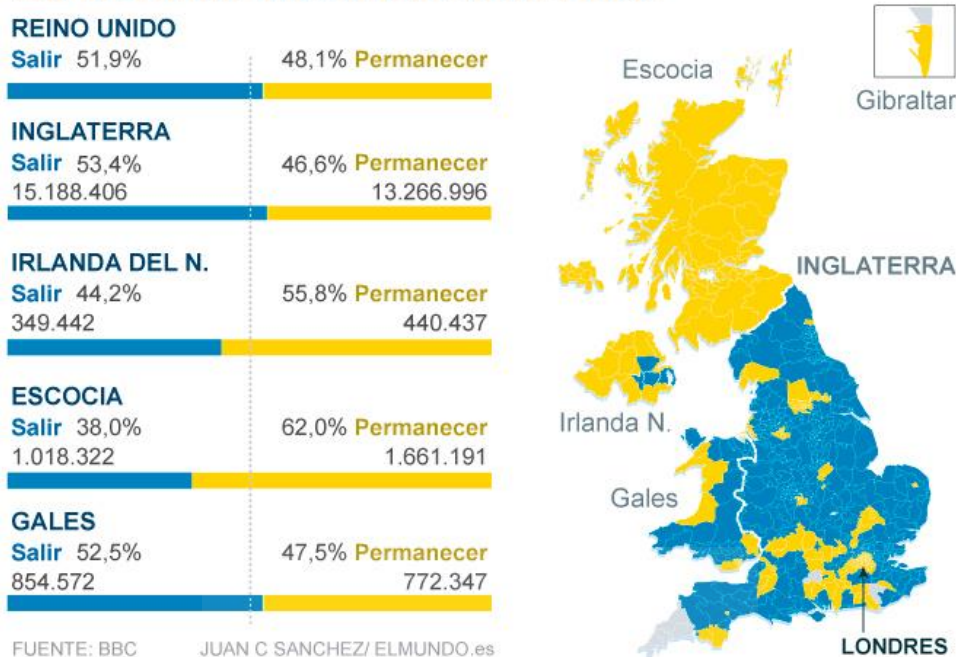 REINO UNIDO
Salir 51,9% 48,1% Permanecer
INGLATERRA
Salir 53,4% 46,6% Permanecer
15.188.406 13.266.996
IRLANDA DEL N.
Salir 44,2% 55,8% Permanecer
349.442 440.437
ESCOCIA
Salir 38,0% 62,0% Permanecer
1.018.322 1.661.191
GALES
Salir 52,5% 47,5% Permanecer
854.572 772.347
FUENTE: BBC JUAN C SANCHEZ/ ELMUNDO.es
Escocia
Gibraltar
INGLATERRA
Irlanda N.
Gales
LONDRES